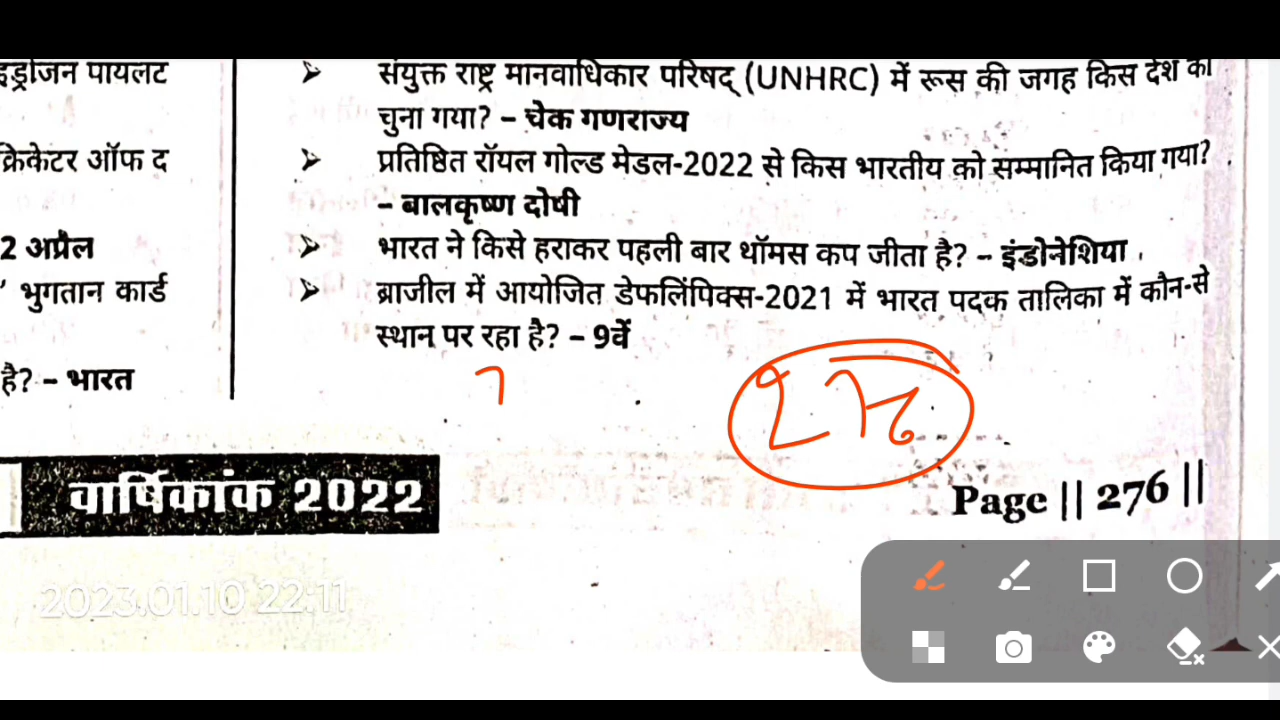 इड्रोजन पायलट
क्रिकेटर ऑफ द
2 अप्रैल
' भुगतान कार्ड
है? – भारत
➢ संयुक्त राष्ट्र मानवाधिकार परिषद् (UNHRC) में रूस की जगह किस देश को
चुना गया? – चेक गणराज्य
➢ प्रतिष्ठित रॉयल गोल्ड मेडल-2022 से किस भारतीय को सम्मानित किया गया?
– बालकृष्ण दोषी
➢ भारत ने किसे हराकर पहली बार थॉमस कप जीता है? – इंडोनेशिया
➢ ब्राजील में आयोजित डेफलिंपिक्स-2021 में भारत पदक तालिका में कौन-से
स्थान पर रहा है? – 9वें
276
वार्षिकांक 2022
Page || 276 ||
2023.01.10 22:11